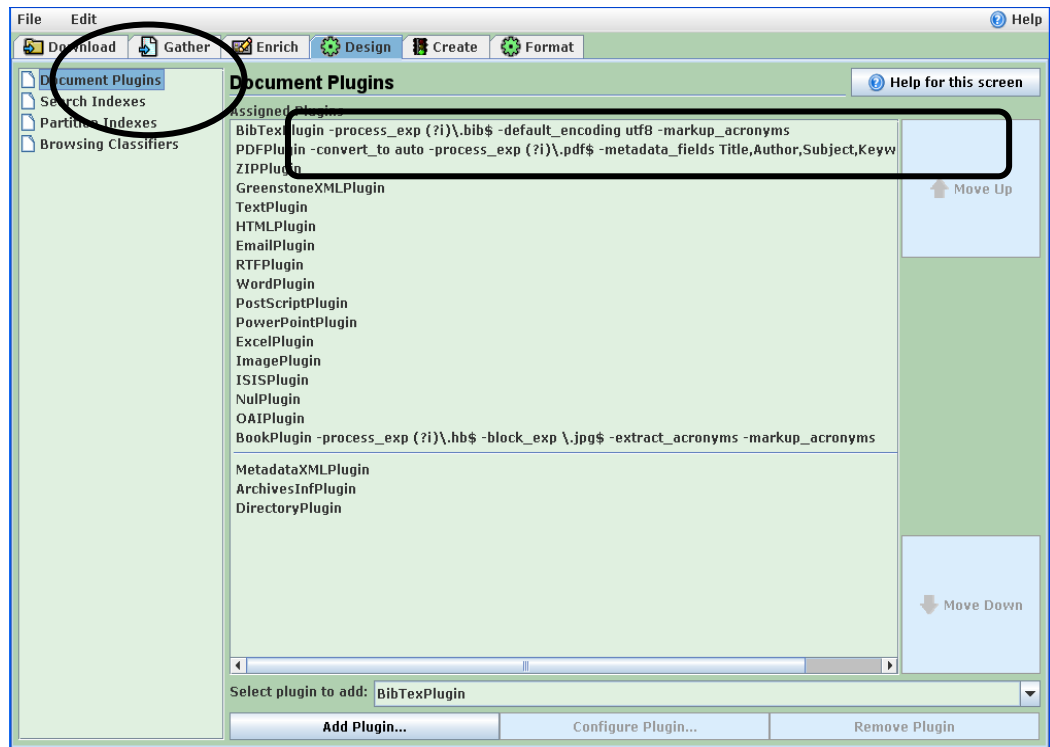 File Edit Help
Download Gather Enrich Design Create Format
Document Plugins
Search Indexes
Partition Indexes
Browsing Classifiers
Document Plugins
Help for this screen
Assigned Plugins
BibTexPlugin -process_exp (?i)\.bib$ -default_encoding utf8 -markup_acronyms
PDFPlugin -convert_to auto -process_exp (?i)\.pdf$ -metadata_fields Title,Author,Subject,Keyw
ZIPPlugin
GreenstoneXMLPlugin
TextPlugin
HTMLPlugin
EmailPlugin
RTFPlugin
WordPlugin
PostScriptPlugin
PowerPointPlugin
ExcelPlugin
ImagePlugin
ISISPlugin
NulPlugin
OAIPlugin
BookPlugin -process_exp (?i)\.hb$ -block_exp \.jpg$ -extract_acronyms -markup_acronyms
MetadataXMLPlugin
ArchivesInfPlugin
DirectoryPlugin
Move Up
Move Down
Select plugin to add: BibTexPlugin
Add Plugin... Configure Plugin... Remove Plugin